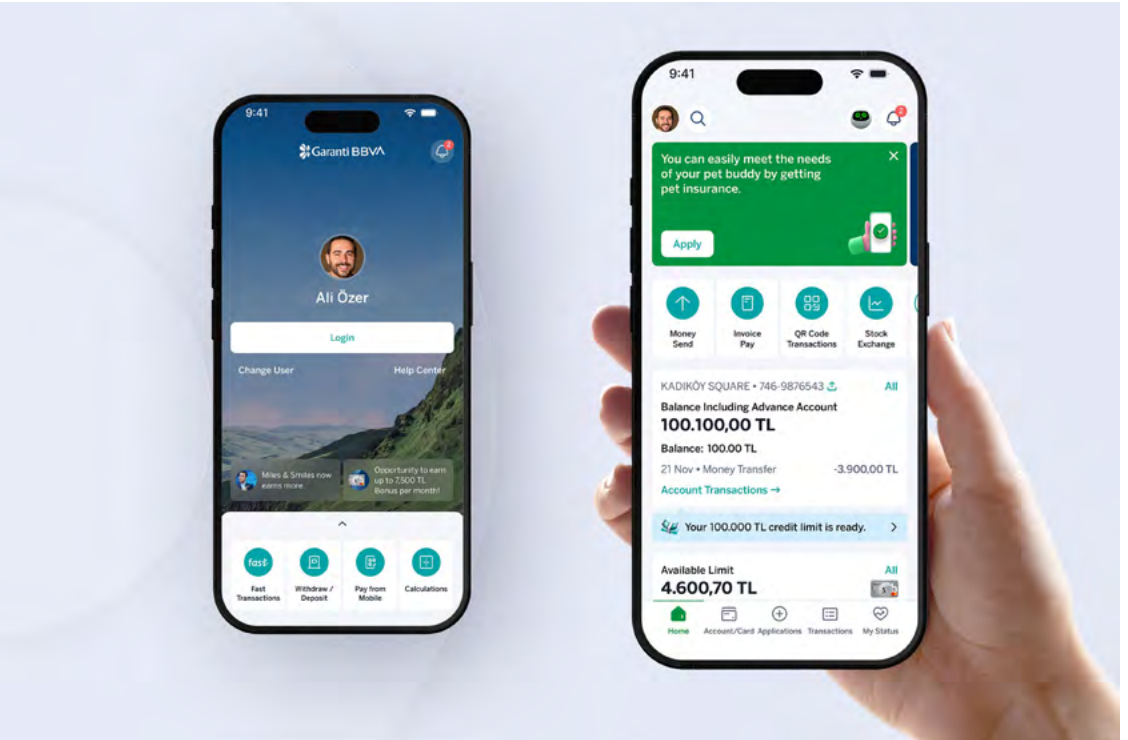 9:41
Garanti BBVA
2
Ali Özer
Login
Change User
Help Center
Miles & Smiles now
earns more.
Opportunity to earn
up to 7,500 TL
Bonus per month!
fast
Fast
Transactions
Withdraw /
Deposit
Pay from
Mobile
Calculations
9:41
2
You can easily meet the needs
of your pet buddy by getting
pet insurance.
Apply
Money
Send
Invoice
Pay
QR Code
Transactions
Stock
Exchange
KADIKÖY SQUARE • 746-9876543
All
Balance Including Advance Account
100.100,00 TL
Balance: 100.00 TL
21 Nov • Money Transfer
-3.900,00 TL
Account Transactions →
Your 100.000 TL credit limit is ready.
Available Limit
All
4.600,70 TL
Home
Account/Card
Applications
Transactions
My Status